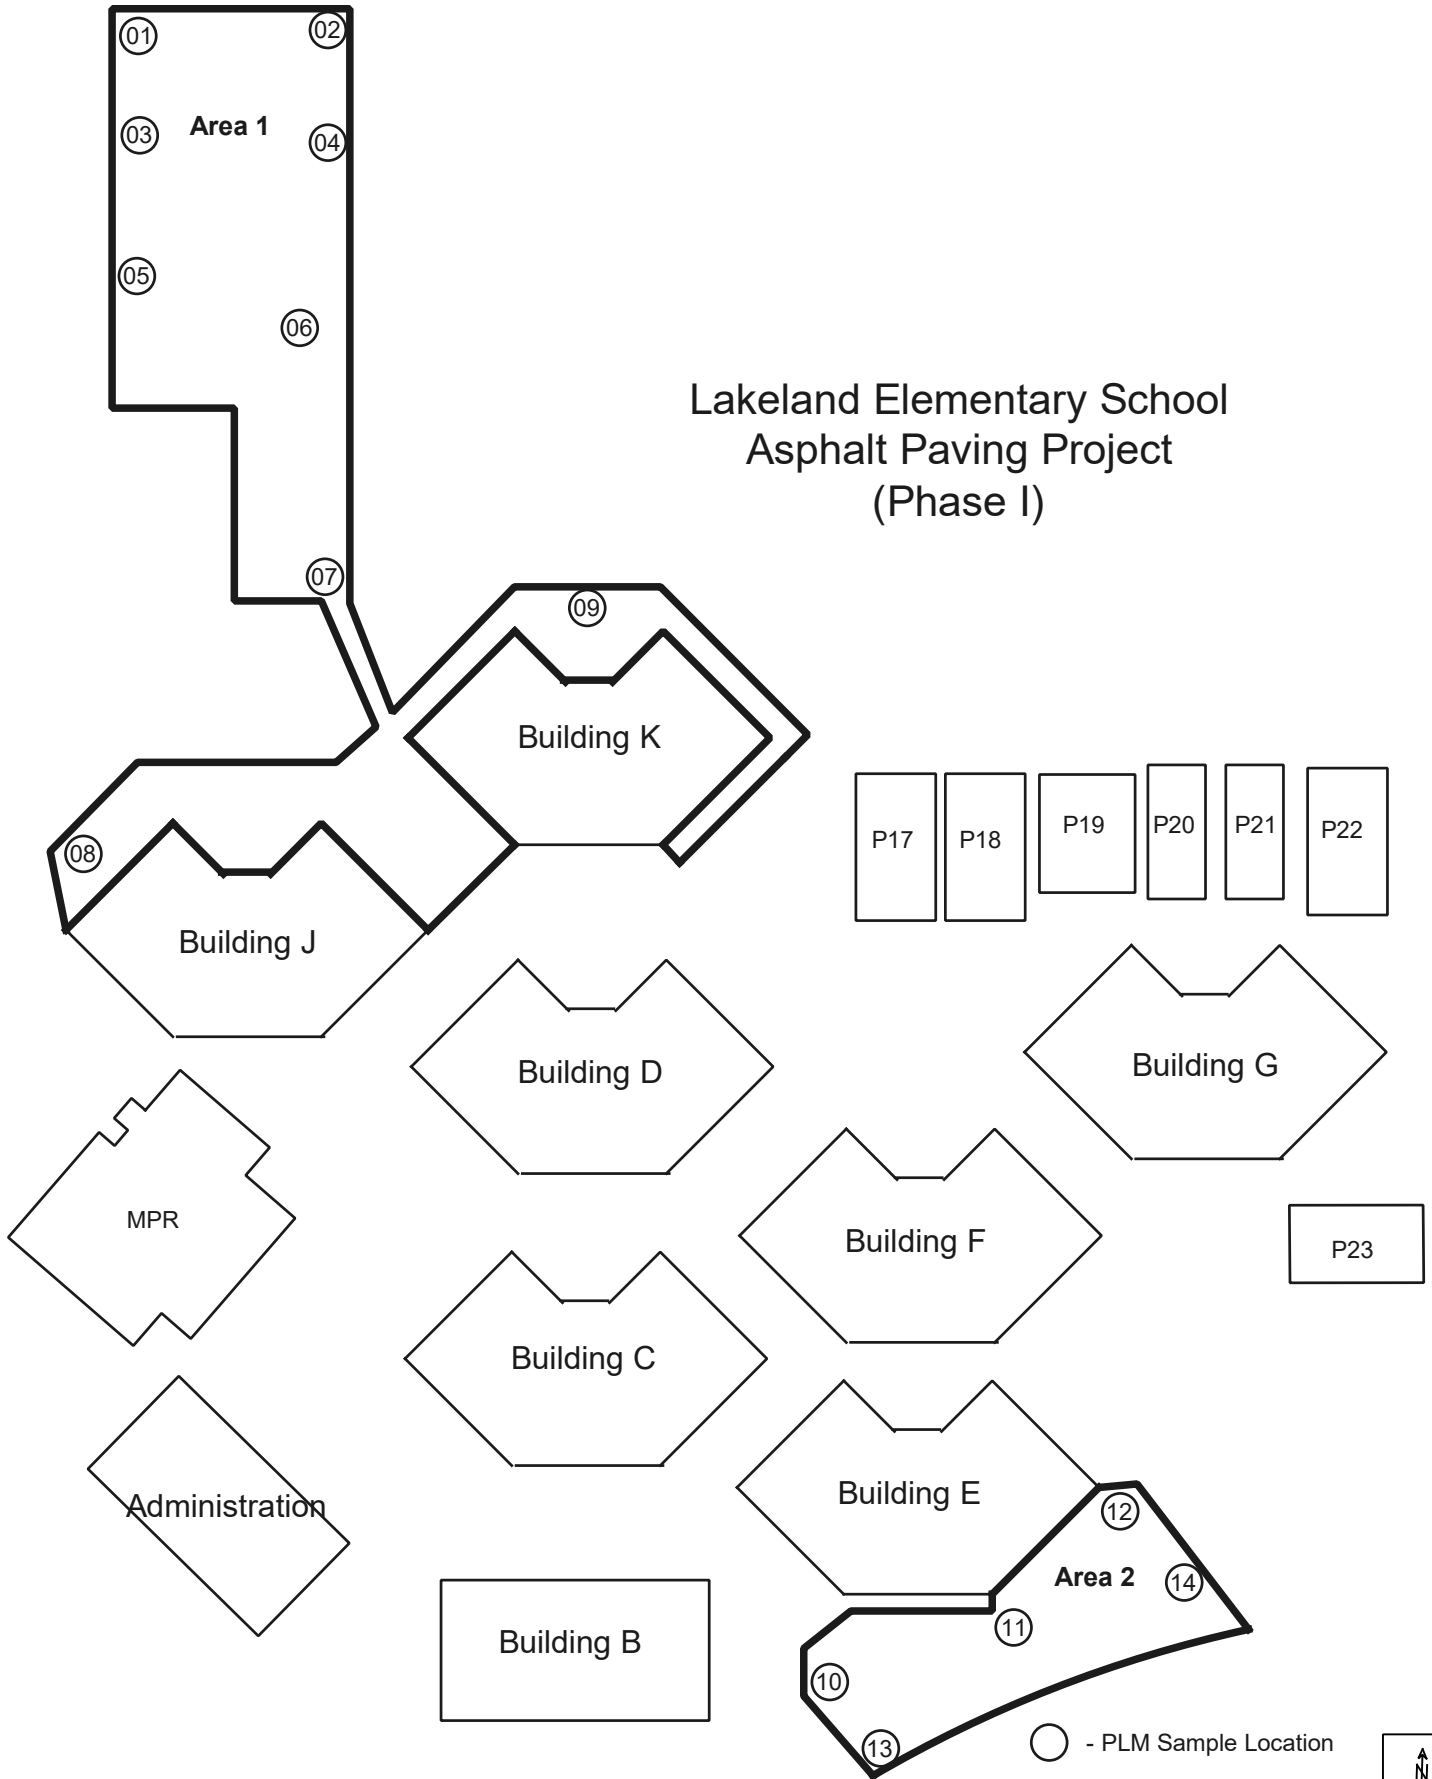 01
02
03
Area 1
04
05
06
Lakeland Elementary School
Asphalt Paving Project
(Phase I)
07
09
Building K
08
P17
P18
P19
P20
P21
P22
Building J
Building D
Building G
MPR
Building F
P23
Building C
Building E
Administration
12
Area 2
14
11
Building B
10
13
- PLM Sample Location
N